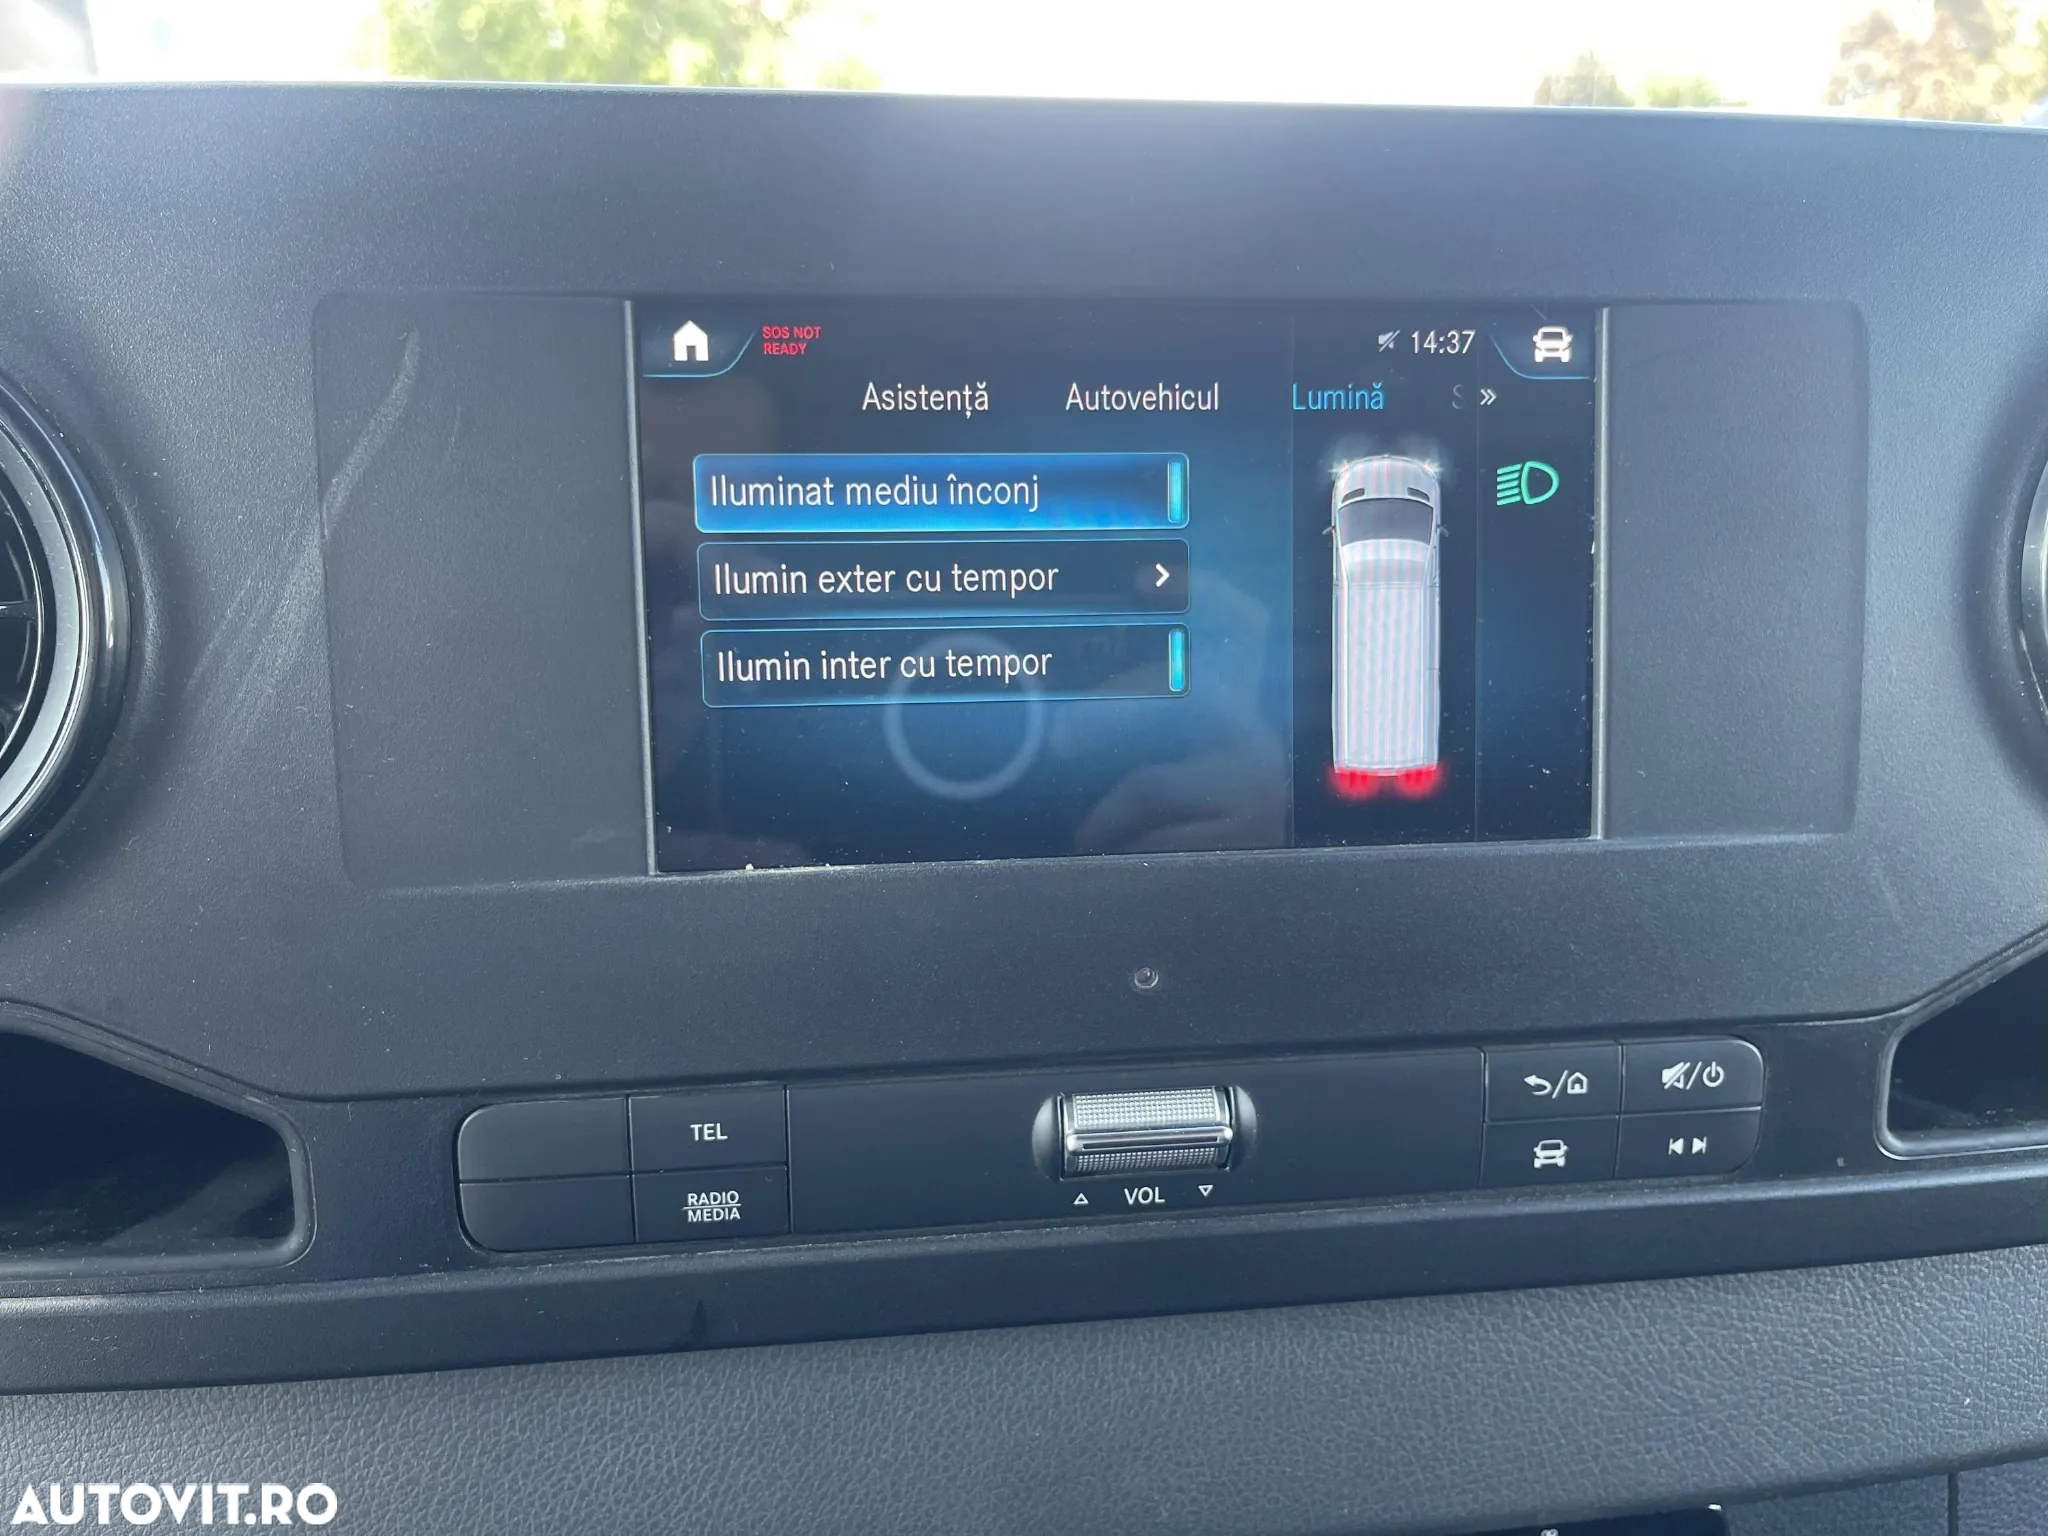 SOS NOT
READY
14:37
Asistență
Autovehicul
Lumină
S »
Iluminat mediu înconj
Ilumin exter cu tempor
Ilumin inter cu tempor
TEL
RADIO
MEDIA
VOL
AUTOVIT.RO